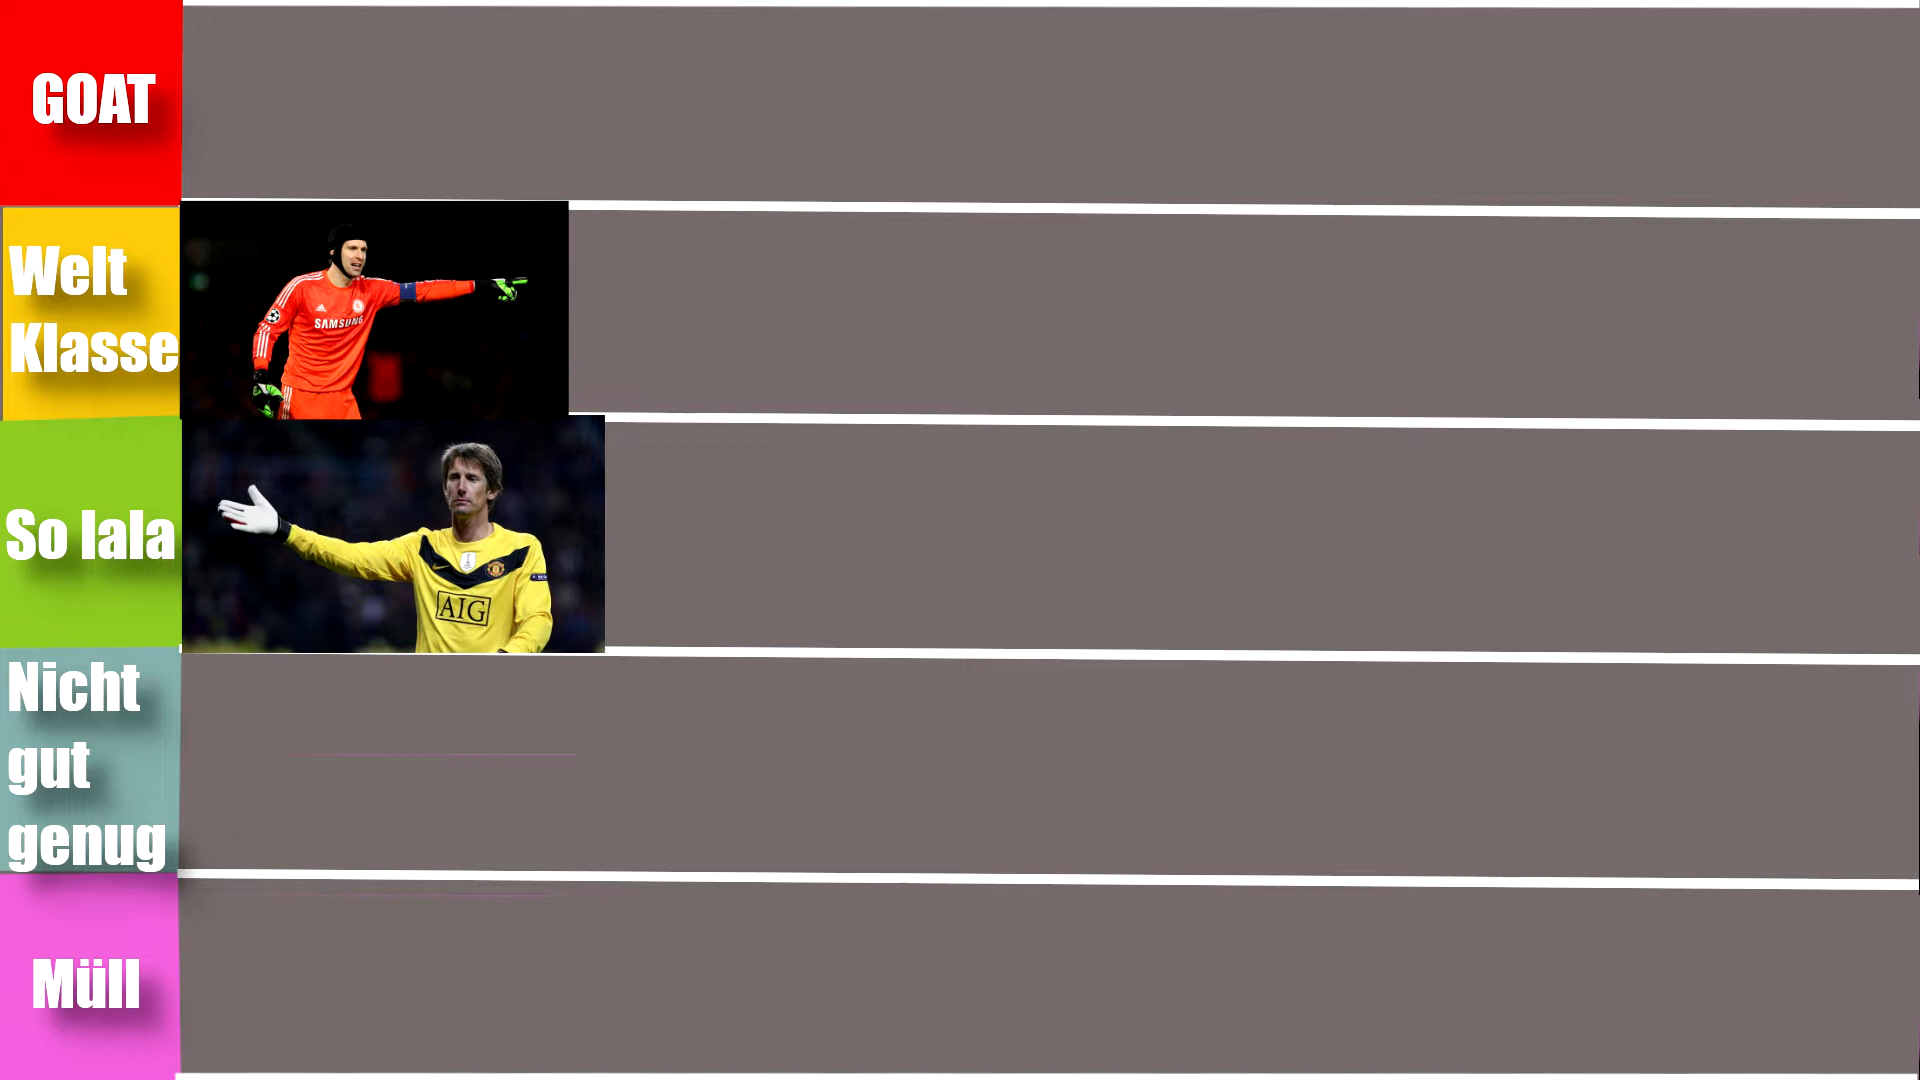 GOAT
Welt
Klasse
SAMSUNG
So lala
AIG
Nicht
gut
genug
Müll